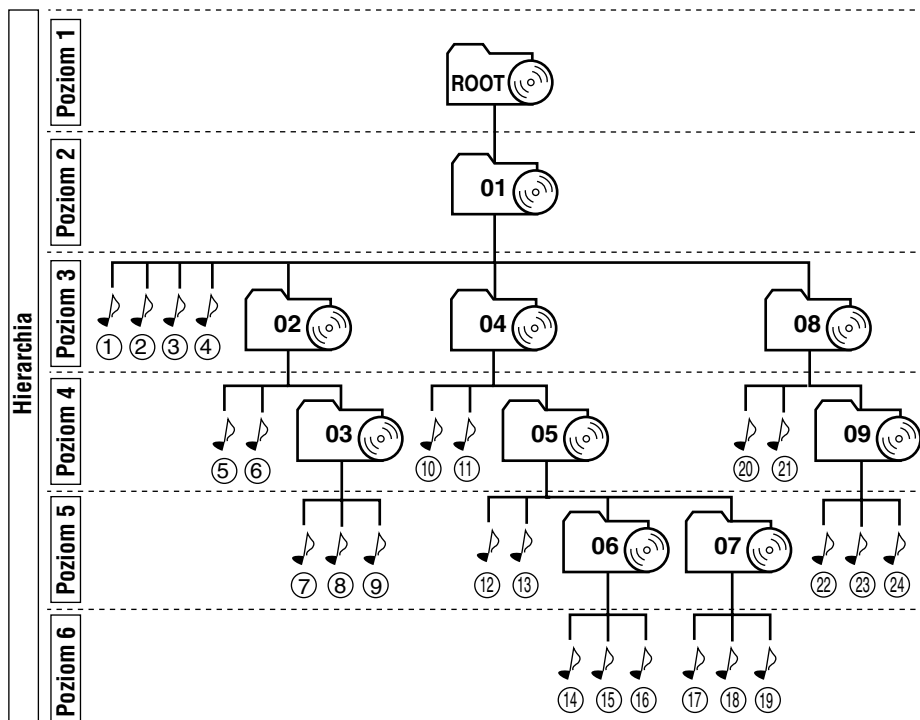 Hierarchia
Poziom 1
ROOT
Poziom 2
01
Poziom 3
① ② ③ ④ 02 04 08
Poziom 4
⑤ ⑥ 03 ⑩ ⑪ 05 ⑳ ㉑ 09
Poziom 5
⑦ ⑧ ⑨ ⑫ ⑬ 06 07 ㉒ ㉓ ㉔
Poziom 6
⑭ ⑮ ⑯ ⑰ ⑱ ⑲